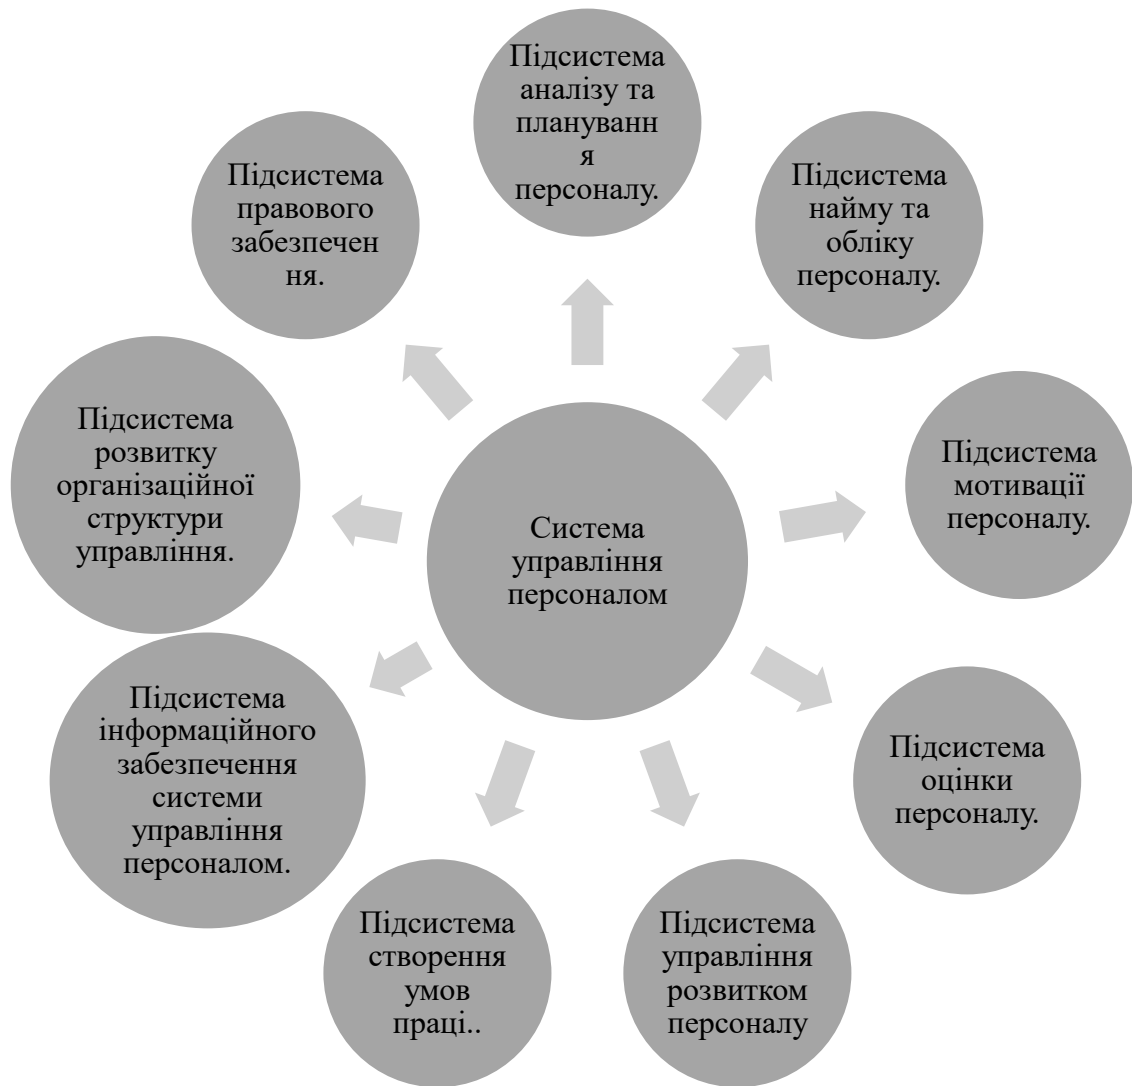 Підсистема
аналізу та
плануванн
я
персоналу.
Підсистема
найму та
обліку
персоналу.
Підсистема
мотивації
персоналу.
Підсистема
оцінки
персоналу.
Підсистема
управління
розвитком
персоналу
Підсистема
створення
умов
праці..
Підсистема
інформаційного
забезпечення
системи
управління
персоналом.
Підсистема
розвитку
організаційної
структури
управління.
Підсистема
правового
забезпечен
ня.
Система
управління
персоналом